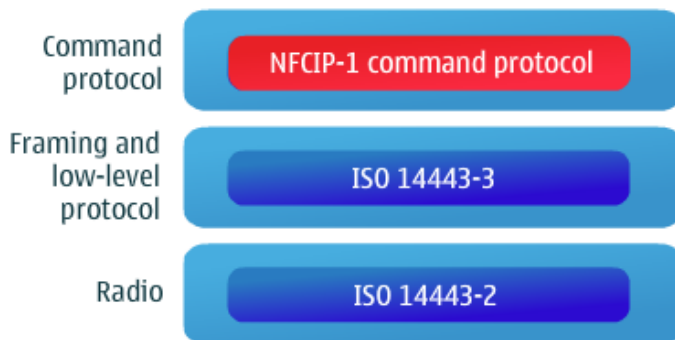 Command
protocol
NFCIP-1 command protocol
Framing and
low-level
protocol
ISO 14443-3
Radio
ISO 14443-2